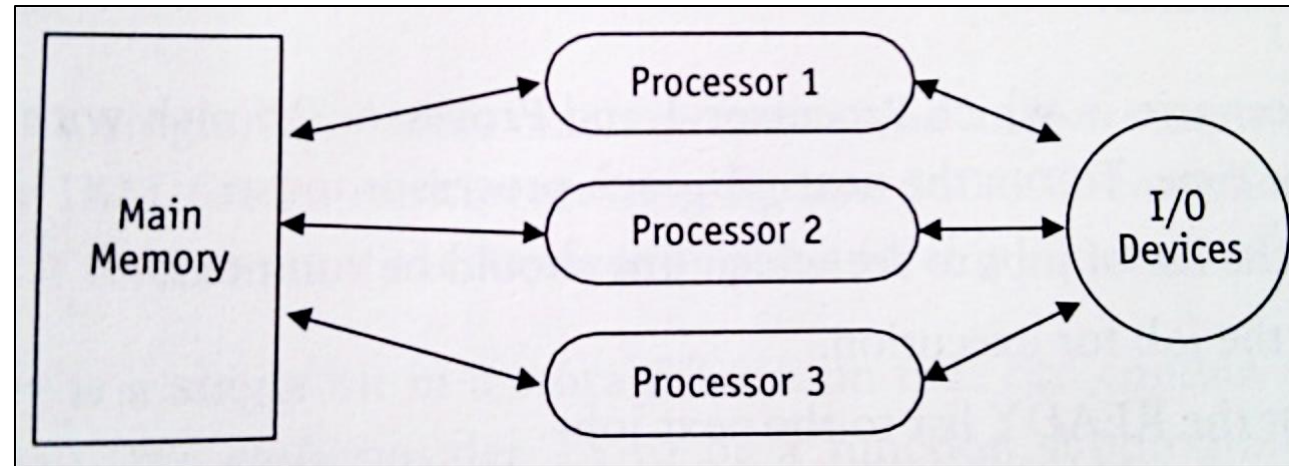 Main
Memory
Processor 1
Processor 2
Processor 3
I/O
Devices